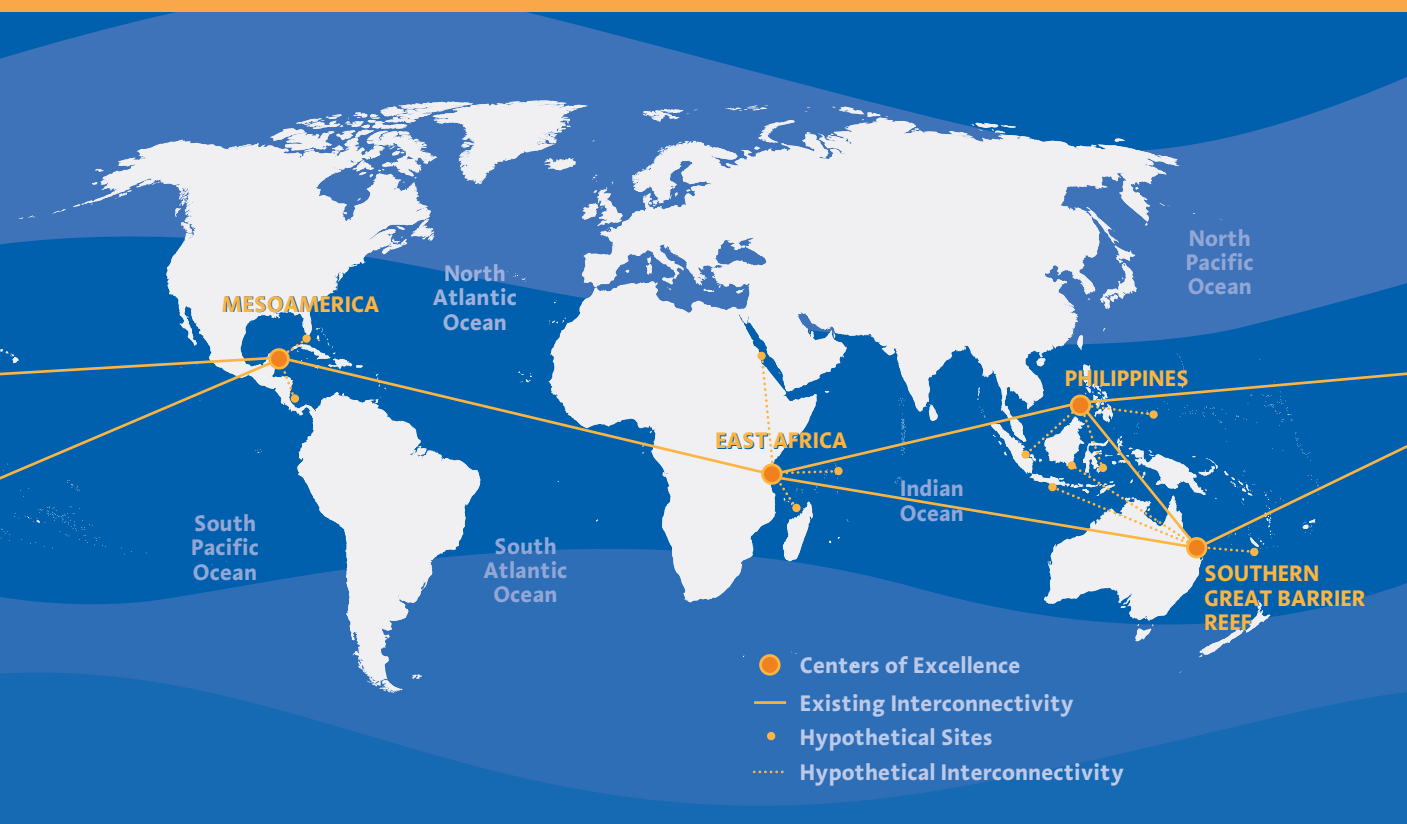 North
Pacific
Ocean
North
Atlantic
Ocean
MESOAMERICA
PHILIPPINES
EAST AFRICA
Indian
Ocean
South
Pacific
Ocean
South
Atlantic
Ocean
SOUTHERN
GREAT BARRIER
REEF
Centers of Excellence
Existing Interconnectivity
Hypothetical Sites
Hypothetical Interconnectivity